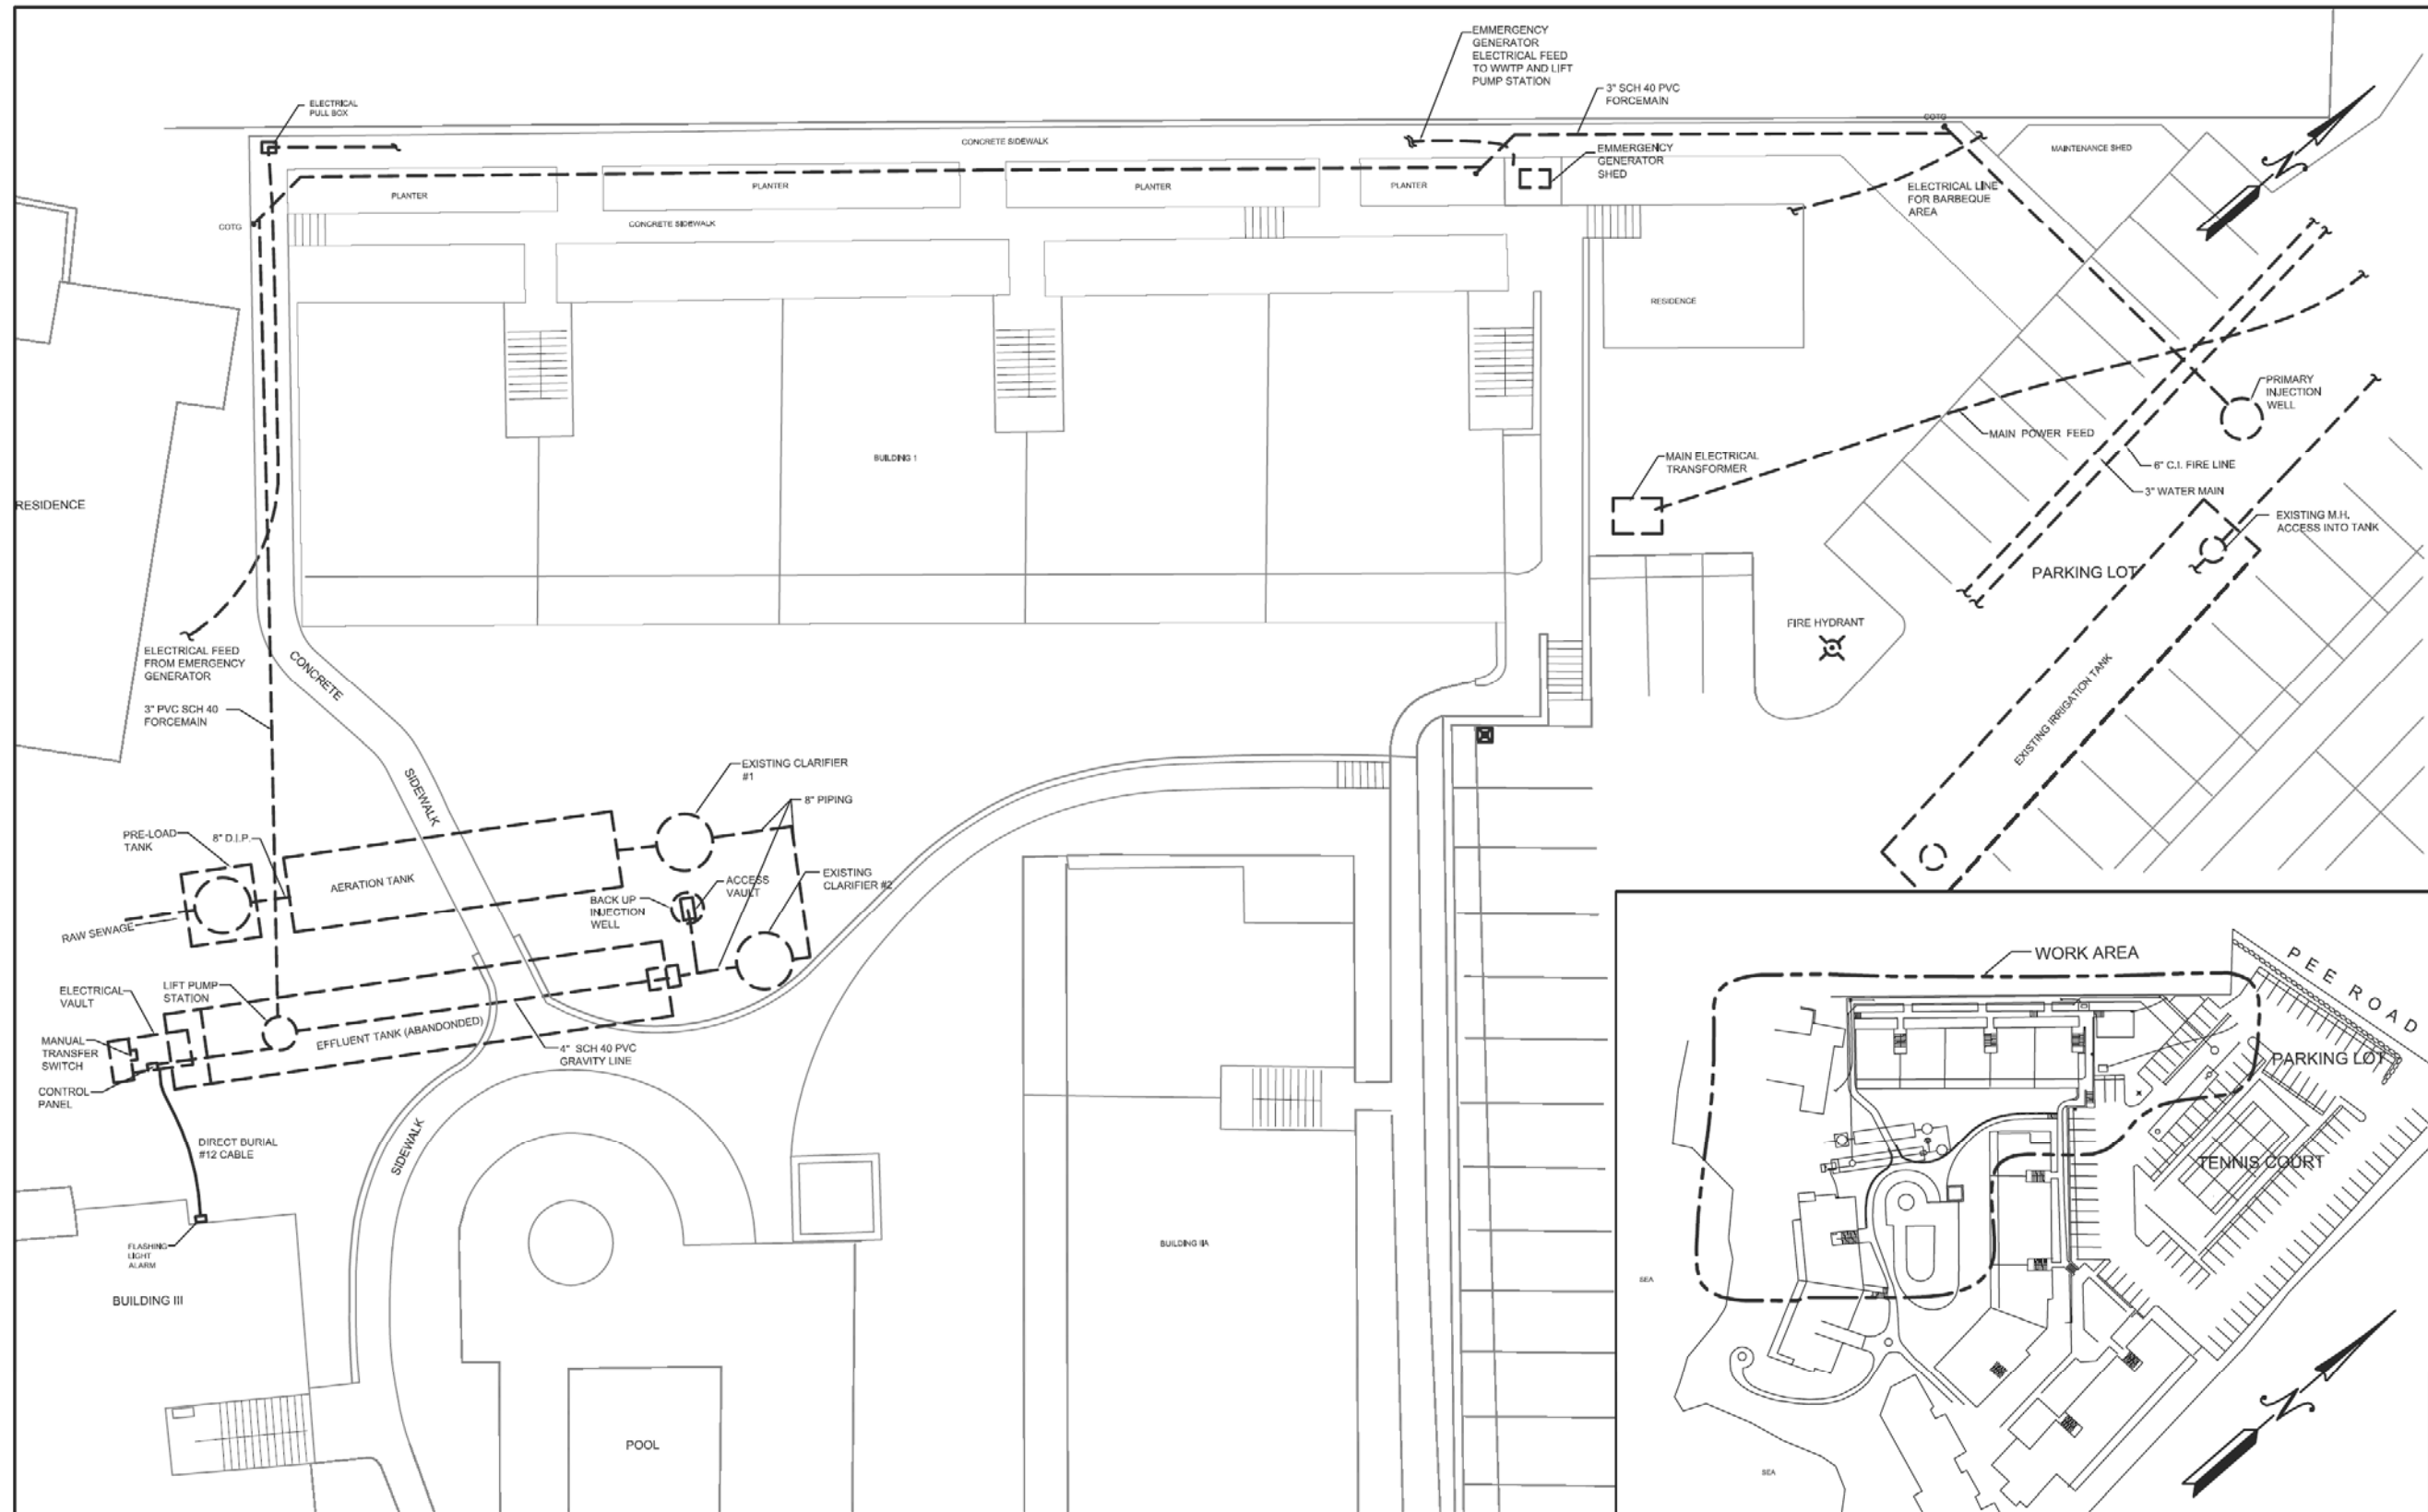 EMMERGENCY
GENERATOR
ELECTRICAL FEED
TO WWTP AND LIFT
PUMP STATION
3" SCH 40 PVC
FORCEMAIN
ELECTRICAL
PULL BOX
COTG
CONCRETE SIDEWALK
EMMERGENCY
GENERATOR
SHED
MAINTENANCE SHED
N
PLANTER
PLANTER
PLANTER
PLANTER
ELECTRICAL LINE
FOR BARBEQUE
AREA
COTG
CONCRETE SIDEWALK
RESIDENCE
PRIMARY
INJECTION
WELL
MAIN POWER FEED
BUILDING 1
MAIN ELECTRICAL
TRANSFORMER
6" C.I. FIRE LINE
3" WATER MAIN
RESIDENCE
EXISTING M.H.
ACCESS INTO TANK
PARKING LOT
FIRE HYDRANT
ELECTRICAL FEED
FROM EMERGENCY
GENERATOR
CONCRETE
EXISTING IRRIGATION TANK
3" PVC SCH 40
FORCEMAIN
SIDEWALK
EXISTING CLARIFIER
#1
8" PIPING
PRE-LOAD
TANK
8" D.I.P.
AERATION TANK
ACCESS
VAULT
EXISTING
CLARIFIER #2
BACK UP
INJECTION
WELL
RAW SEWAGE
ELECTRICAL
VAULT
LIFT PUMP
STATION
EFFLUENT TANK (ABANDONDED)
MANUAL
TRANSFER
SWITCH
4" SCH 40 PVC
GRAVITY LINE
CONTROL
PANEL
DIRECT BURIAL
#12 CABLE
SIDEWALK
FLASHING
LIGHT
ALARM
BUILDING III
BUILDING IIA
POOL
WORK AREA
PEE ROAD
PARKING LOT
TENNIS COURT
SEA
SEA
N